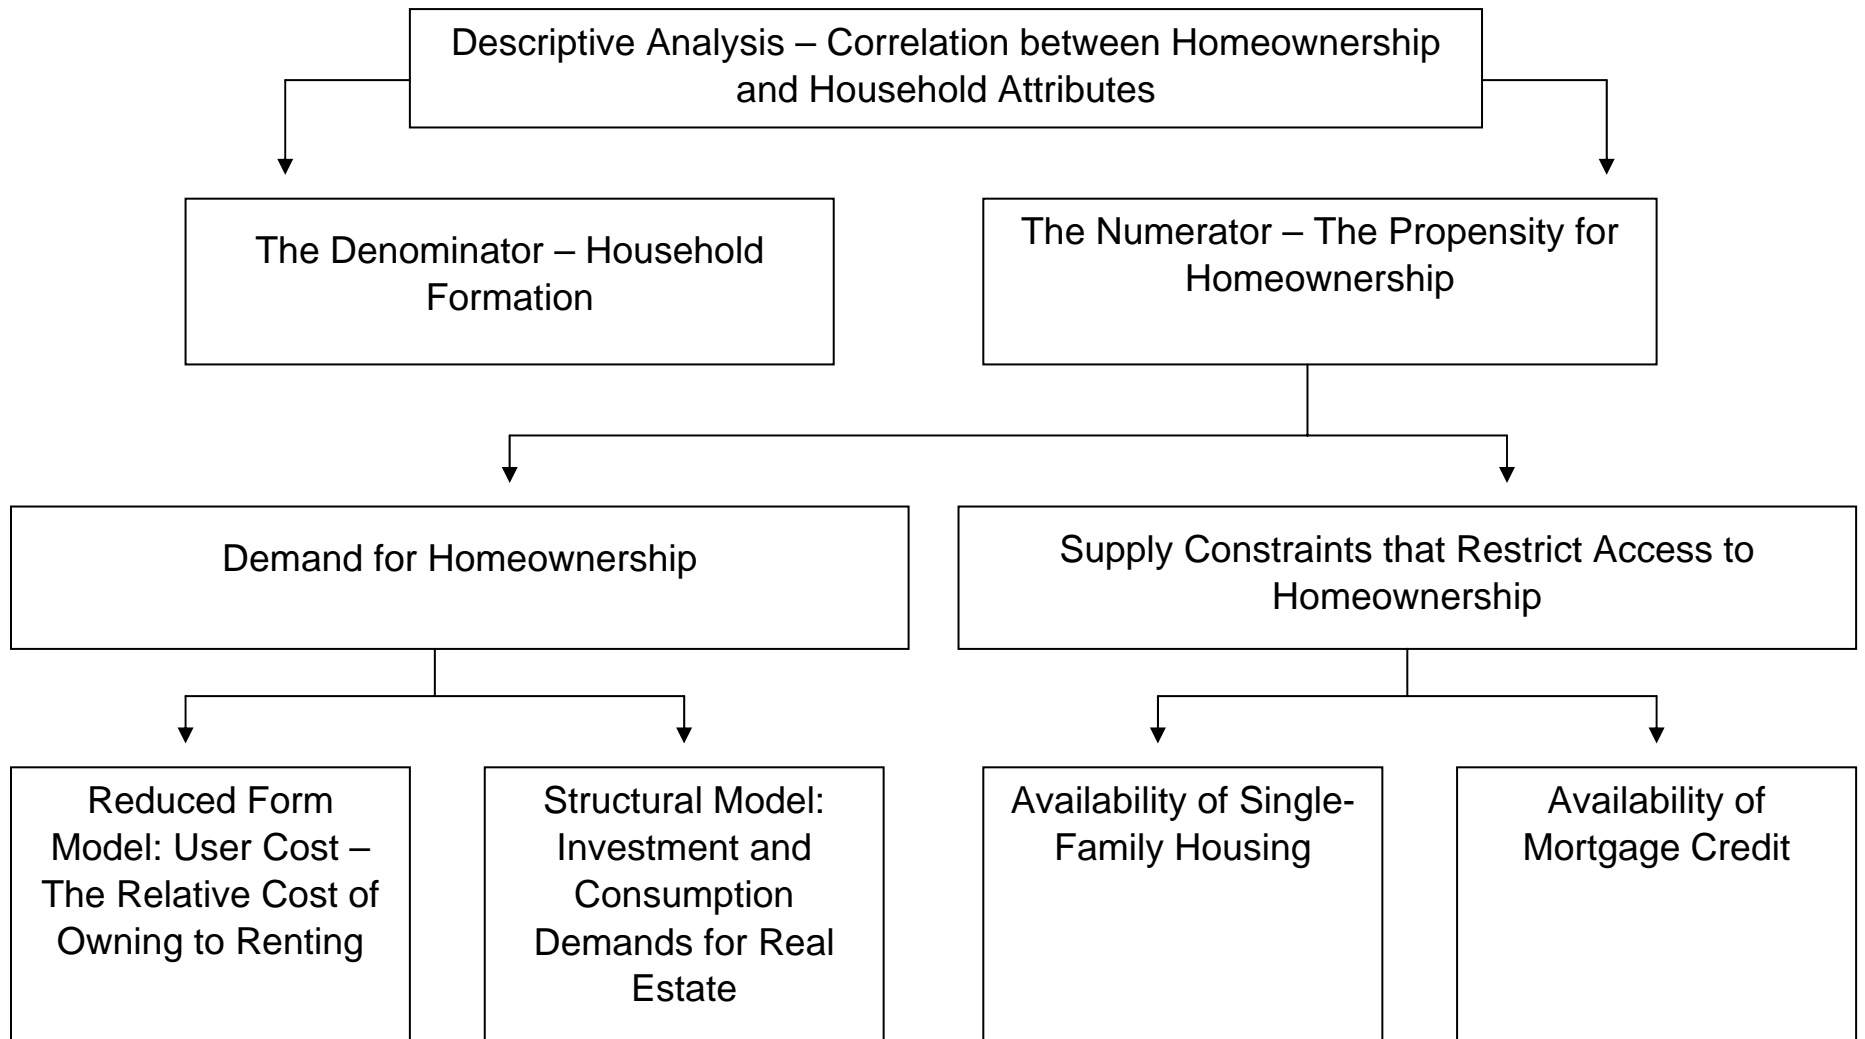 Descriptive Analysis – Correlation between Homeownership
and Household Attributes
The Denominator – Household
Formation
The Numerator – The Propensity for
Homeownership
Demand for Homeownership
Supply Constraints that Restrict Access to
Homeownership
Reduced Form
Model: User Cost –
The Relative Cost of
Owning to Renting
Structural Model:
Investment and
Consumption
Demands for Real
Estate
Availability of Single-
Family Housing
Availability of
Mortgage Credit